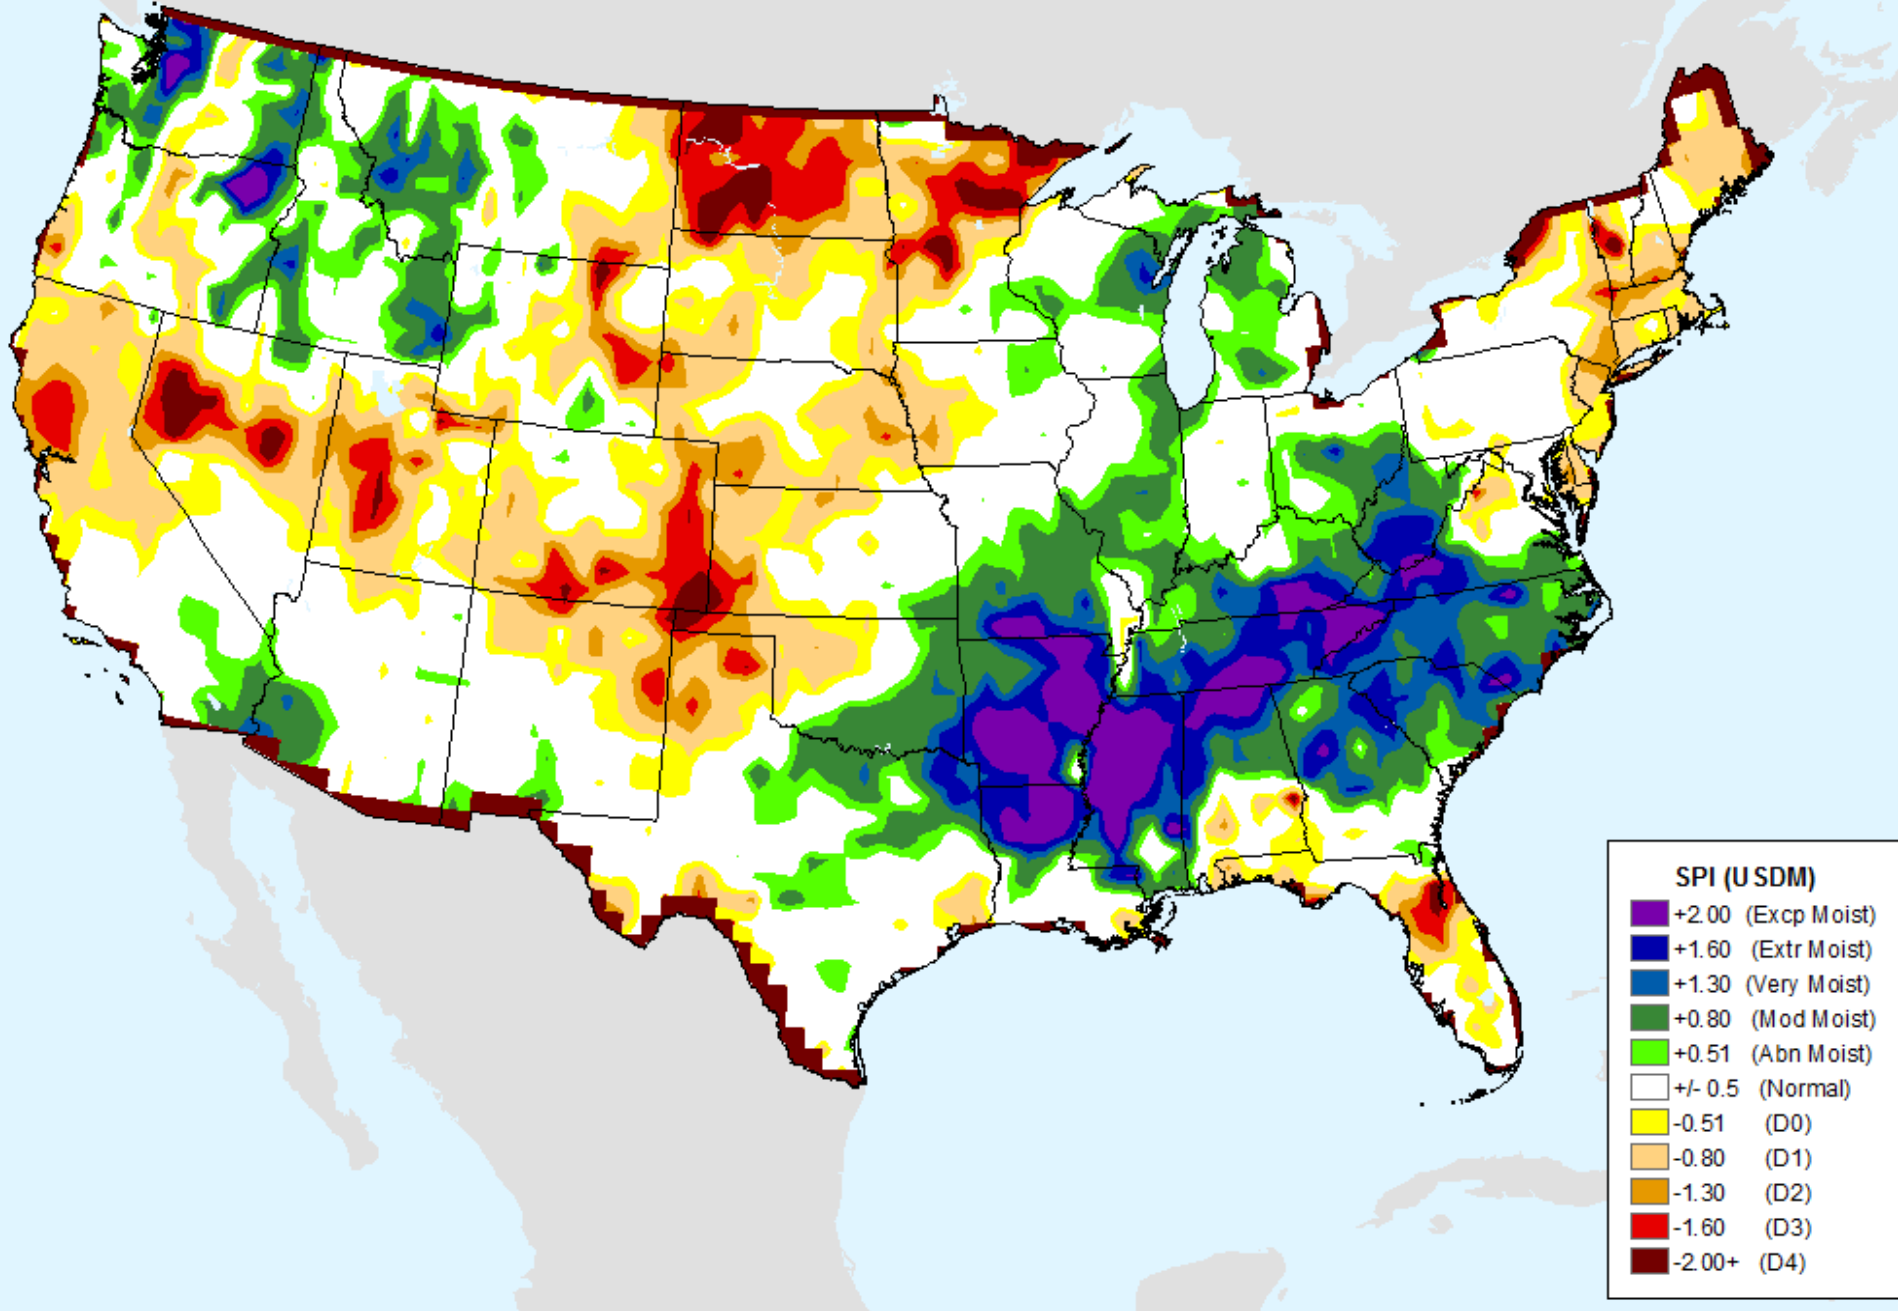 SPI (USDM)
+2.00 (Excp Moist)
+1.60 (Extr Moist)
+1.30 (Very Moist)
+0.80 (Mod Moist)
+0.51 (Abn Moist)
+/- 0.5 (Normal)
-0.51 (D0)
-0.80 (D1)
-1.30 (D2)
-1.60 (D3)
-2.00+ (D4)